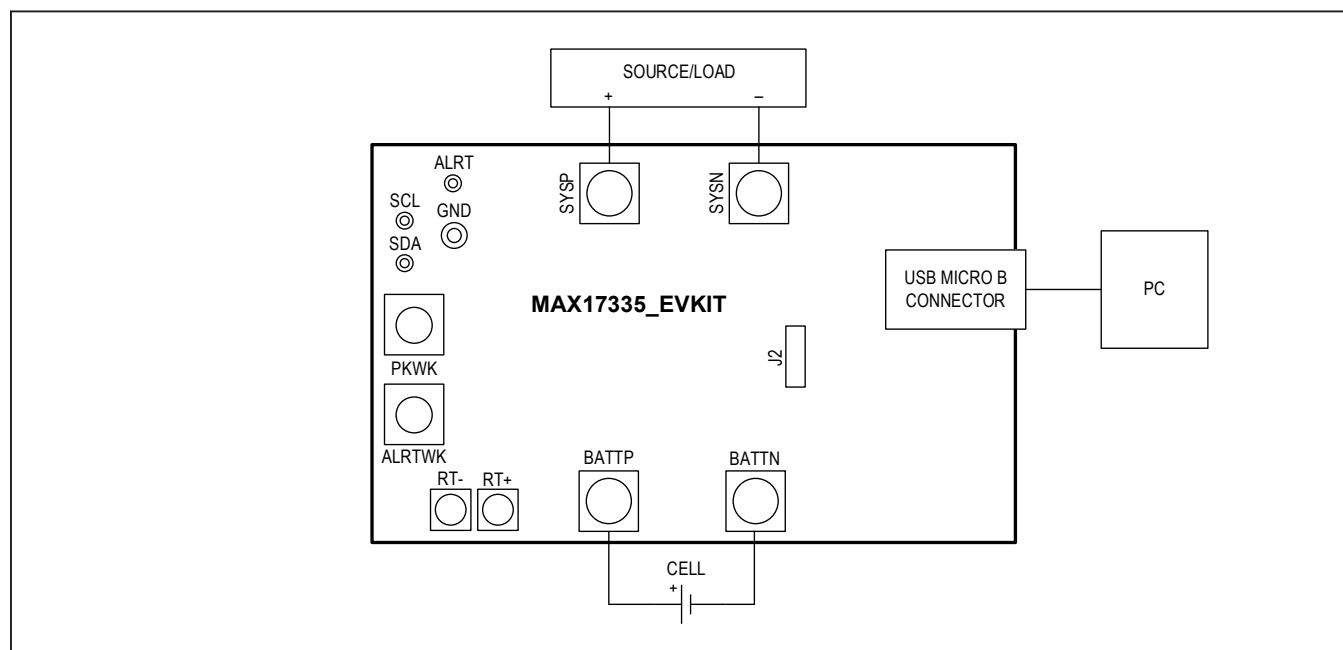 SOURCE/LOAD
+ –
ALRT
SCL
GND
SDA
SYSP
SYSN
USB MICRO B
CONNECTOR
PC
MAX17335_EVKIT
PKWK
J2
ALRTWK
BATTP
BATTN
RT- RT+
CELL
+